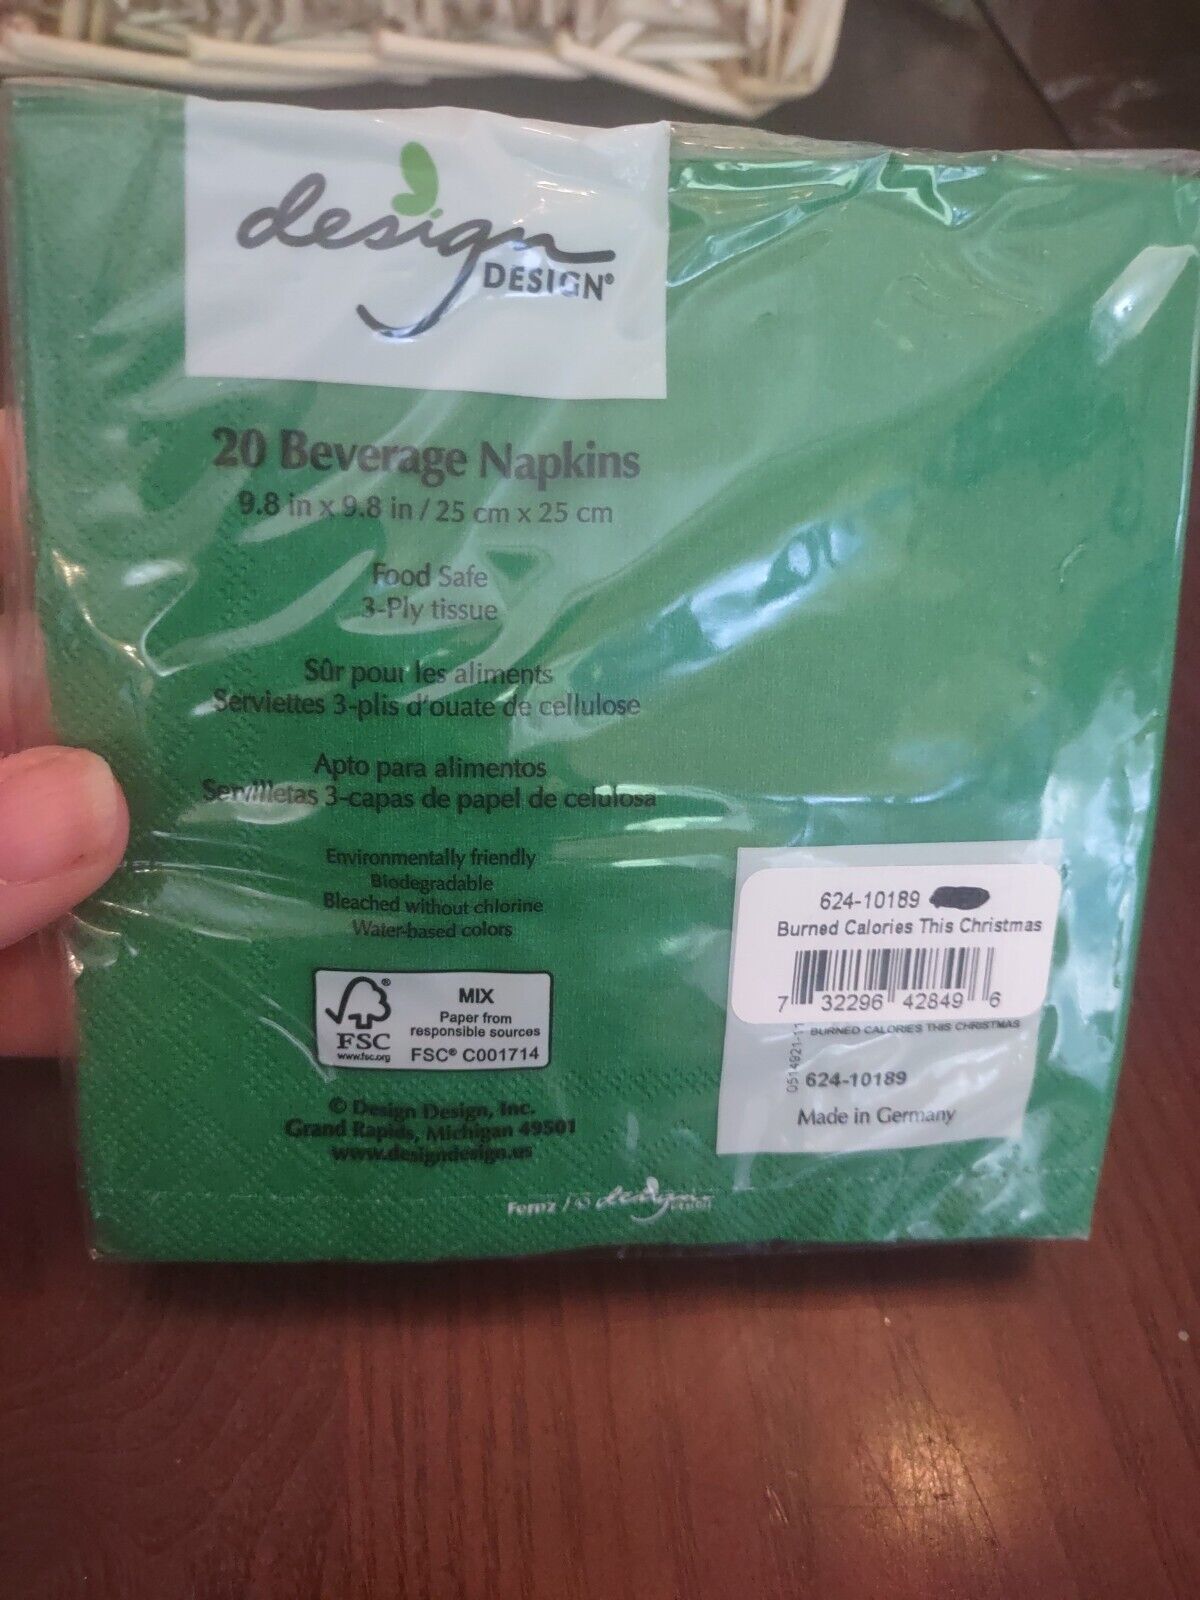 design
DESIGN®
20 Beverage Napkins
9.8 in x 9.8 in / 25 cm x 25 cm
Food Safe
3-Ply tissue
Sûr pour les aliments
Serviettes 3-plis d'ouate de cellulose
Apto para alimentos
Servilletas 3-capas de papel de celulosa
Environmentally friendly
Biodegradable
Bleached without chlorine
Water-based colors
FSC®
www.fsc.org
MIX
Paper from
responsible sources
FSC® C001714
© Design Design, Inc.
Grand Rapids, Michigan 49501
www.designdesign.us
624-10189
Burned Calories This Christmas
7 32296 42849 6
BURNED CALORIES THIS CHRISTMAS
624-10189
Made in Germany
/ © design
DESIGN